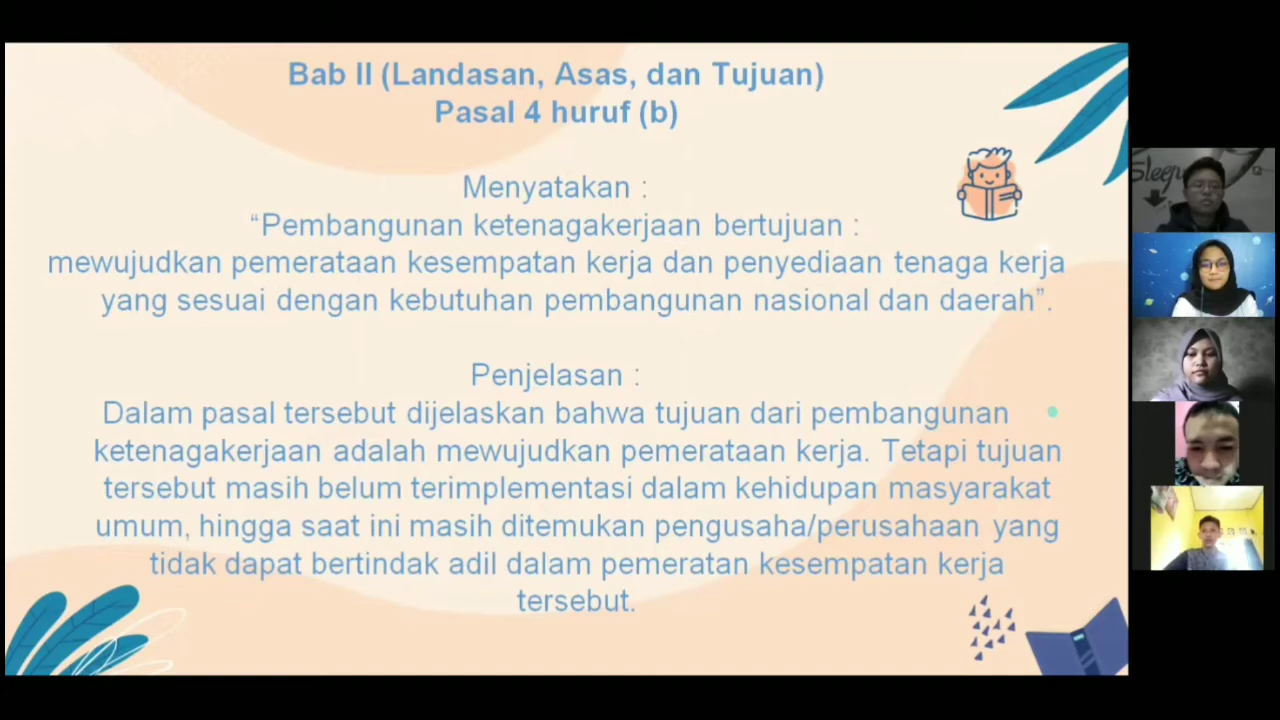 Bab II (Landasan, Asas, dan Tujuan)
Pasal 4 huruf (b)
Menyatakan :
“Pembangunan ketenagakerjaan bertujuan :
mewujudkan pemerataan kesempatan kerja dan penyediaan tenaga kerja
yang sesuai dengan kebutuhan pembangunan nasional dan daerah”.
Penjelasan :
Dalam pasal tersebut dijelaskan bahwa tujuan dari pembangunan
ketenagakerjaan adalah mewujudkan pemerataan kerja. Tetapi tujuan
tersebut masih belum terimplementasi dalam kehidupan masyarakat
umum, hingga saat ini masih ditemukan pengusaha/perusahaan yang
tidak dapat bertindak adil dalam pemeratan kesempatan kerja
tersebut.